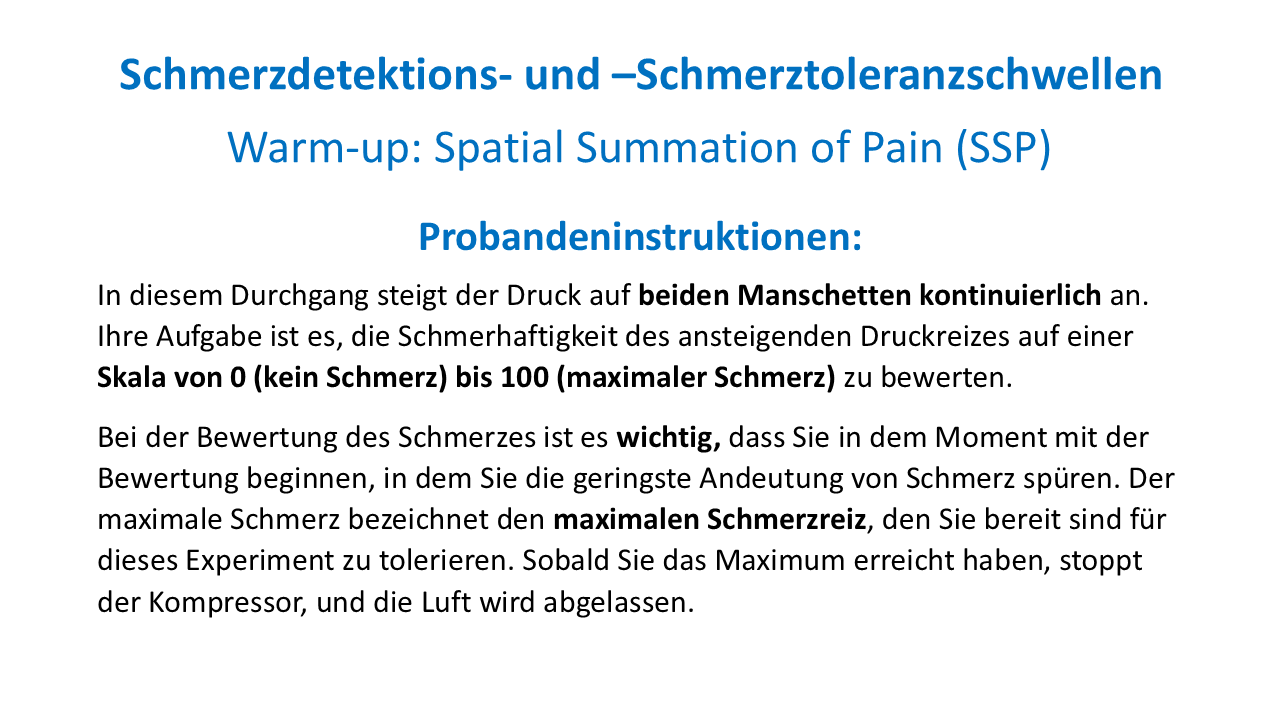 Schmerzdetektions- und –Schmerztoleranzschwellen
Warm-up: Spatial Summation of Pain (SSP)
Probandeninstruktionen:
In diesem Durchgang steigt der Druck auf beiden Manschetten kontinuierlich an.
Ihre Aufgabe ist es, die Schmerhaftigkeit des ansteigenden Druckreizes auf einer
Skala von 0 (kein Schmerz) bis 100 (maximaler Schmerz) zu bewerten.
Bei der Bewertung des Schmerzes ist es wichtig, dass Sie in dem Moment mit der
Bewertung beginnen, in dem Sie die geringste Andeutung von Schmerz spüren. Der
maximale Schmerz bezeichnet den maximalen Schmerzreiz, den Sie bereit sind für
dieses Experiment zu tolerieren. Sobald Sie das Maximum erreicht haben, stoppt
der Kompressor, und die Luft wird abgelassen.